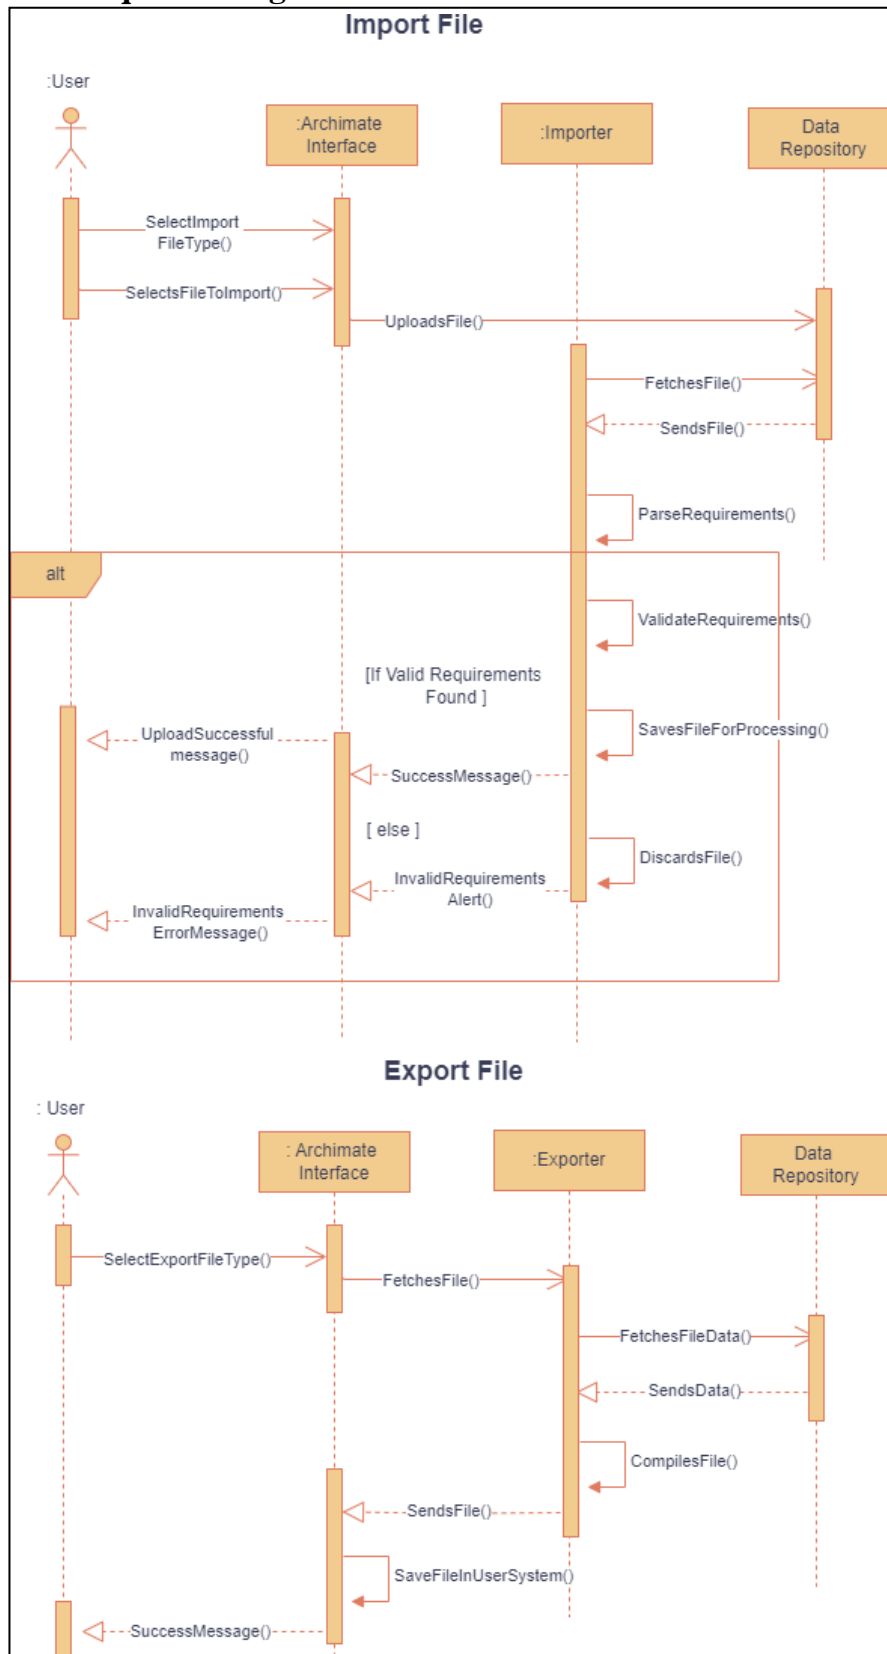 Import File
:User
:Archimate
Interface
:Importer
Data
Repository
SelectImport
FileType()
SelectsFileToImport()
UploadsFile()
FetchesFile()
SendsFile()
ParseRequirements()
alt
ValidateRequirements()
[If Valid Requirements
Found ]
SavesFileForProcessing()
UploadSuccessful
message()
SuccessMessage()
[ else ]
DiscardsFile()
InvalidRequirements
Alert()
InvalidRequirements
ErrorMessage()
Export File
: User
: Archimate
Interface
:Exporter
Data
Repository
SelectExportFileType()
FetchesFile()
FetchesFileData()
SendsData()
CompilesFile()
SendsFile()
SaveFileInUserSystem()
SuccessMessage()